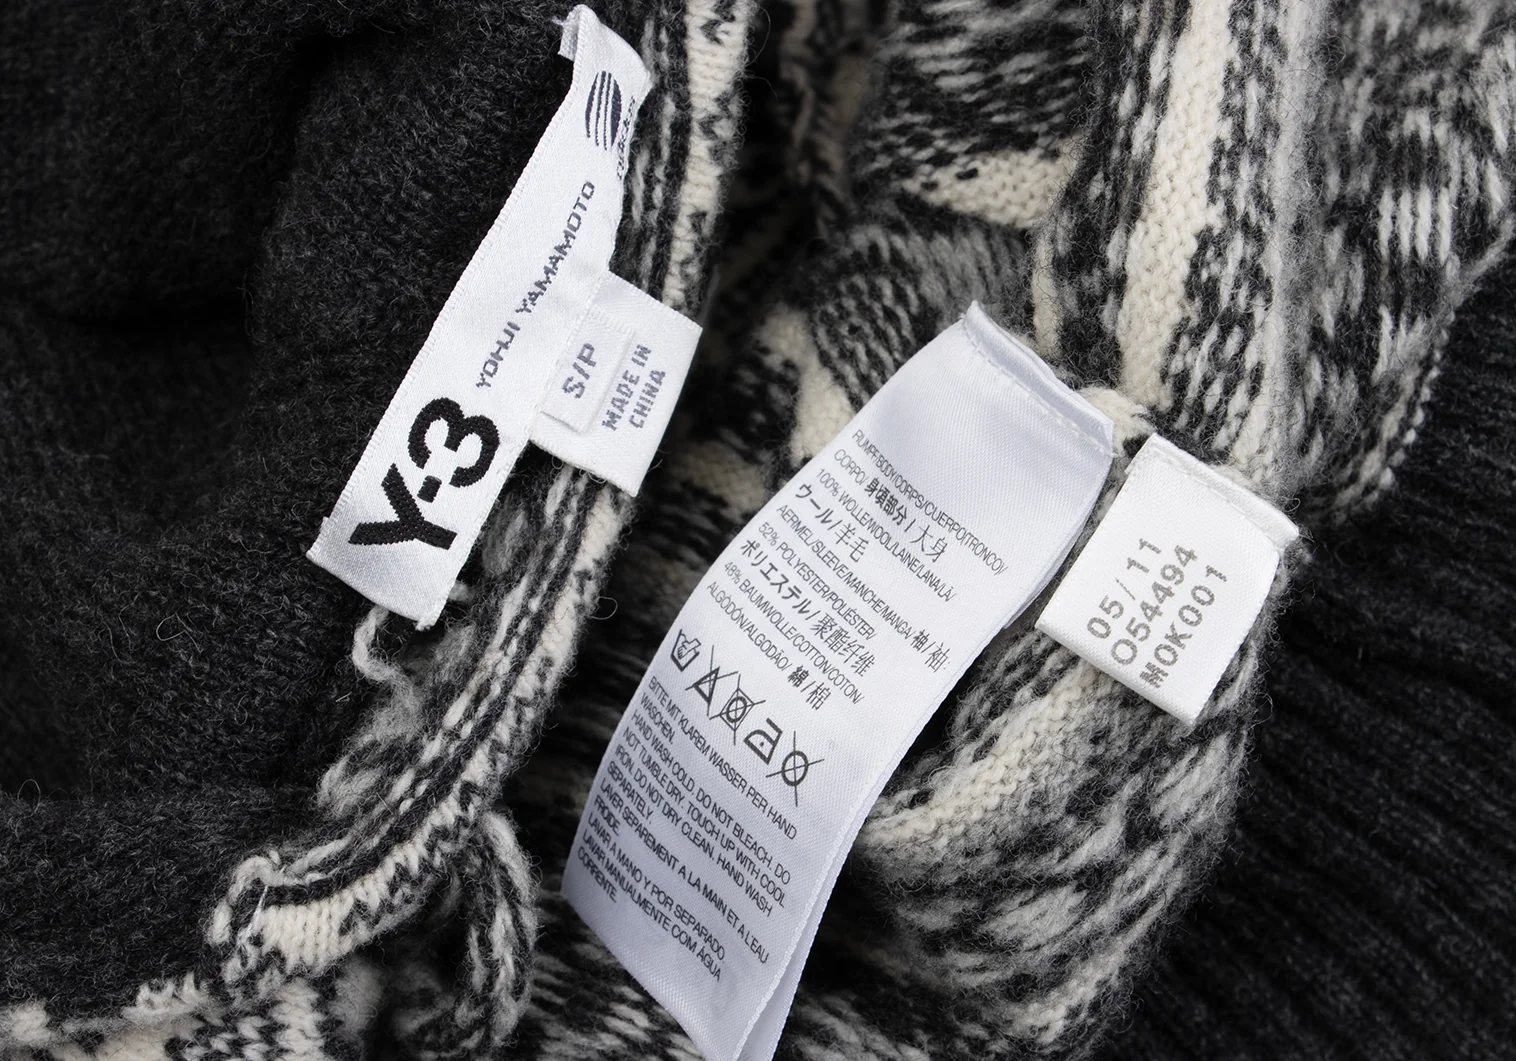 Y-3
YOHJI YAMAMOTO
adidas
S/P
MADE IN
CHINA
RUMPF/BODY/CORPS/CUERPO(TRONCO)/
CORPO/ 身頃部分 / 大身
100% WOLLE/WOOL/LAINE/LANA/LÃ/
ウール/羊毛
AERMEL/SLEEVE/MANCHE/MANGA/ 袖/袖
52% POLYESTER/POLIÉSTER/
ポリエステル/聚酯纤维
48% BAUMWOLLE/COTTON/COTON/
ALGÓDÓN/ALGODÃO/ 綿/棉
BITTE MIT KLAREM WASSER PER HAND
WASCHEN.
HAND WASH COLD. DO NOT BLEACH. DO
NOT TUMBLE DRY. TOUCH UP WITH COOL
IRON. DO NOT DRY CLEAN. HAND WASH
SEPARATELY.
LAVER SEPAREMENT A LA MAIN ET A L'EAU
FROIDE.
LAVAR A MANO Y POR SEPARADO.
LAVAR MANUALMENTE COM ÁGUA
CORRENTE.
05/11
O54494
M0K001